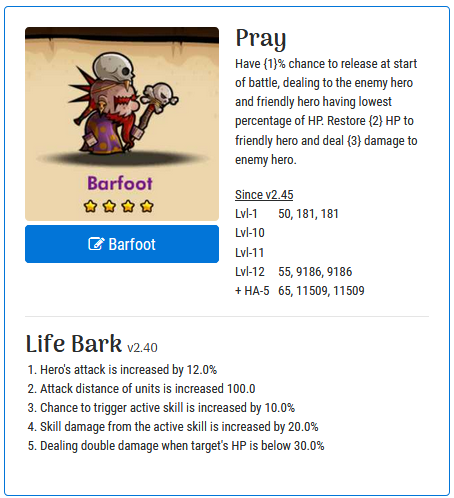 Pray
Have {1}% chance to release at start
of battle, dealing to the enemy hero
and friendly hero having lowest
percentage of HP. Restore {2} HP to
friendly hero and deal {3} damage to
enemy hero.
Barfoot
Barfoot
Since v2.45
Lvl-1 50, 181, 181
Lvl-10
Lvl-11
Lvl-12 55, 9186, 9186
+ HA-5 65, 11509, 11509
Life Bark v2.40
1. Hero's attack is increased by 12.0%
2. Attack distance of units is increased 100.0
3. Chance to trigger active skill is increased by 10.0%
4. Skill damage from the active skill is increased by 20.0%
5. Dealing double damage when target's HP is below 30.0%